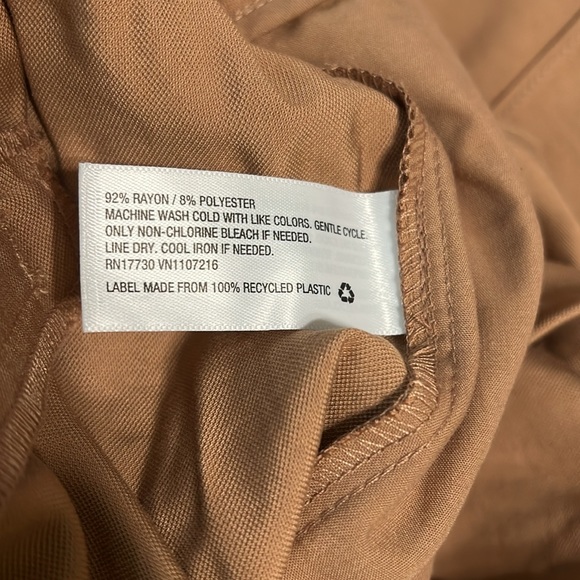 92% RAYON / 8% POLYESTER
MACHINE WASH COLD WITH LIKE COLORS. GENTLE CYCLE.
ONLY NON-CHLORINE BLEACH IF NEEDED.
LINE DRY. COOL IRON IF NEEDED.
RN17730 VN1107216
LABEL MADE FROM 100% RECYCLED PLASTIC